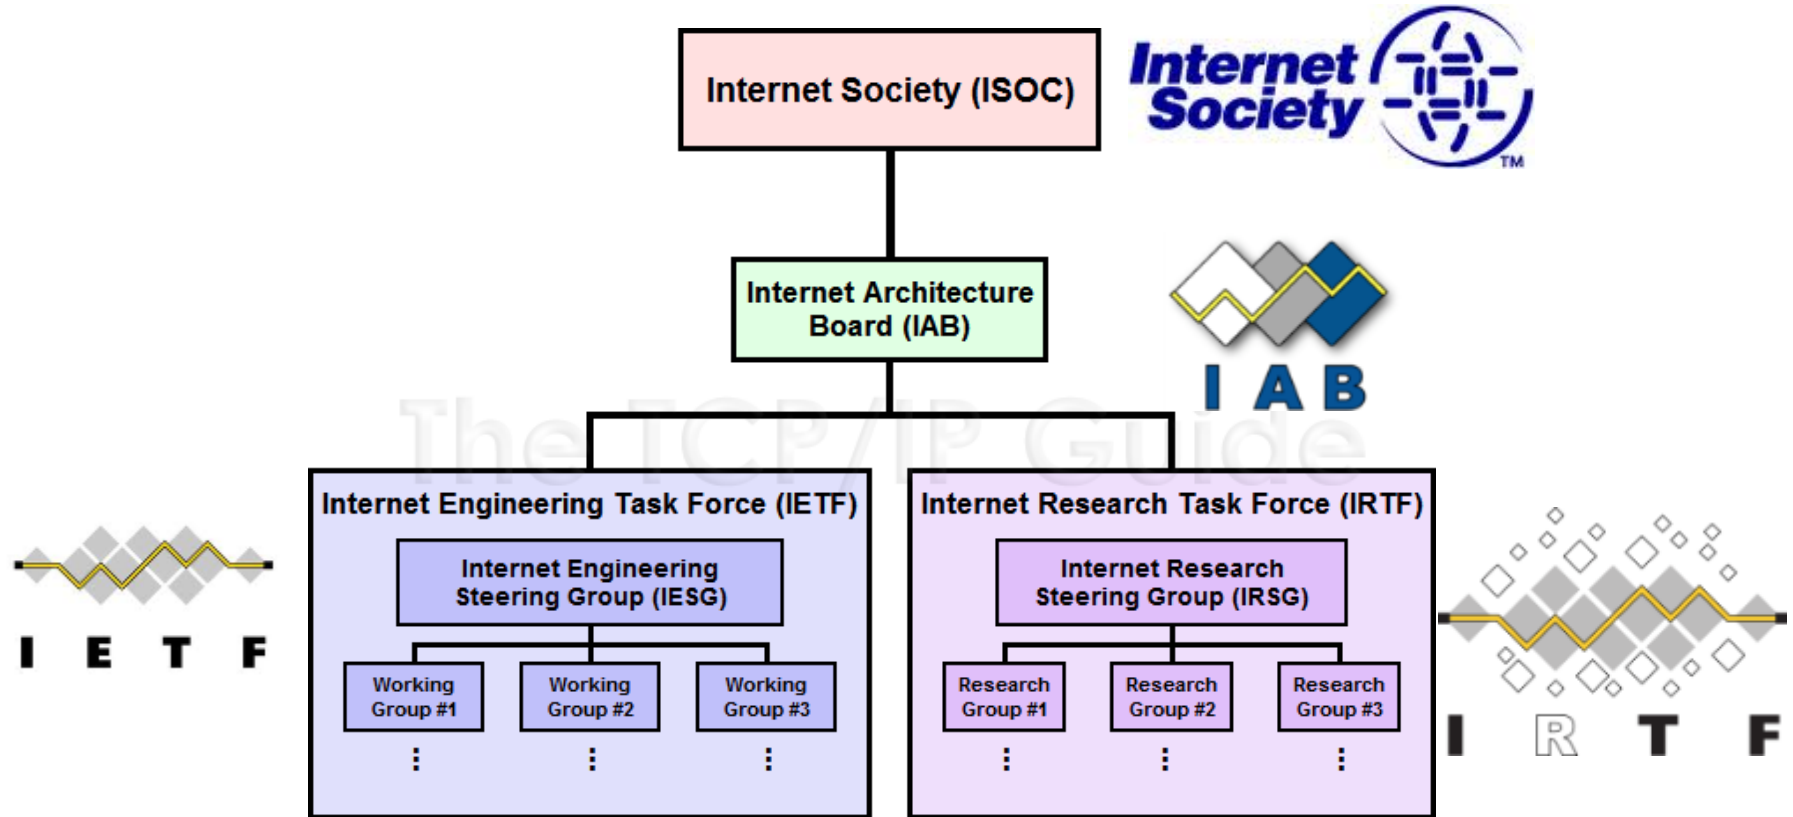 Internet Society (ISOC)
Internet
Society
TM
Internet Architecture
Board (IAB)
I A B
The TCP/IP Guide
Internet Engineering Task Force (IETF)
Internet Engineering
Steering Group (IESG)
Working
Group #1
Working
Group #2
Working
Group #3
I E T F
Internet Research Task Force (IRTF)
Internet Research
Steering Group (IRSG)
Research
Group #1
Research
Group #2
Research
Group #3
I R T F